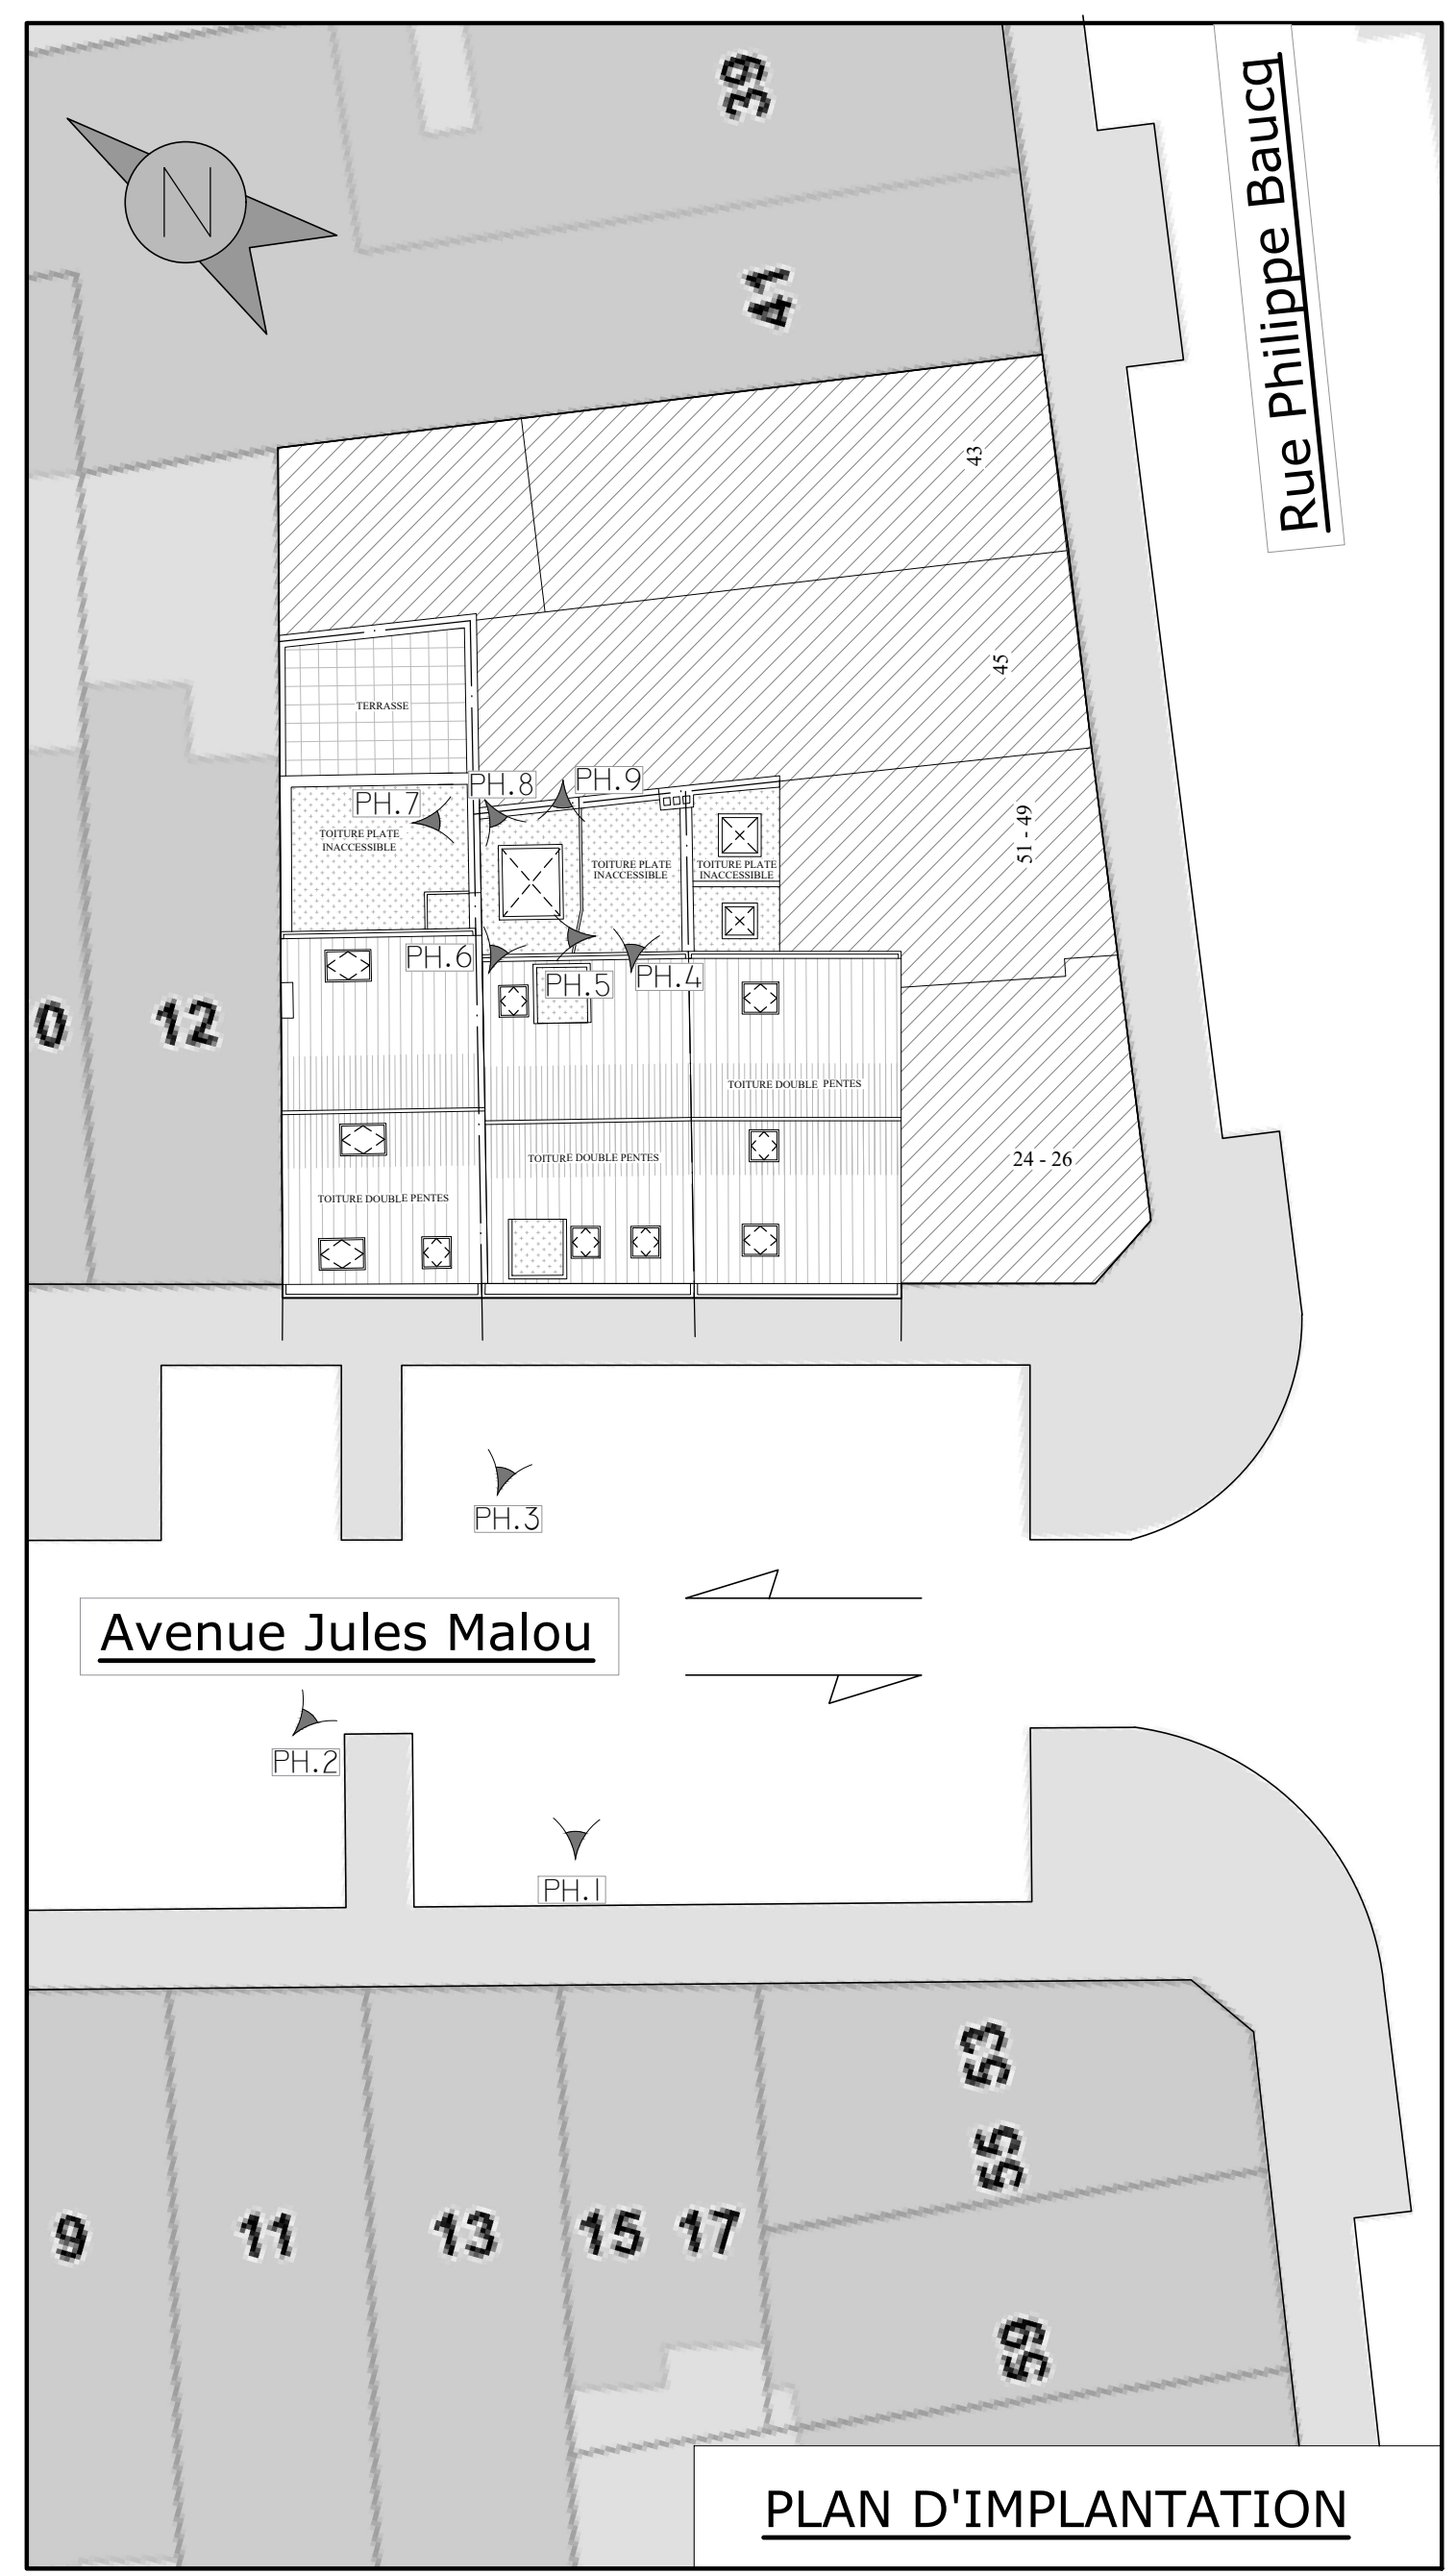 39
Rue Philippe Baucq
N
41
43
45
TERRASSE
PH.7
PH.8
PH.9
TOITURE PLATE
INACCESSIBLE
TOITURE PLATE
INACCESSIBLE
TOITURE PLATE
INACCESSIBLE
51 - 49
PH.6
PH.5
PH.4
0
12
TOITURE DOUBLE PENTES
TOITURE DOUBLE PENTES
TOITURE DOUBLE PENTES
24 - 26
PH.3
Avenue Jules Malou
PH.2
PH.1
53
55
9
11
13
15
17
59
PLAN D'IMPLANTATION